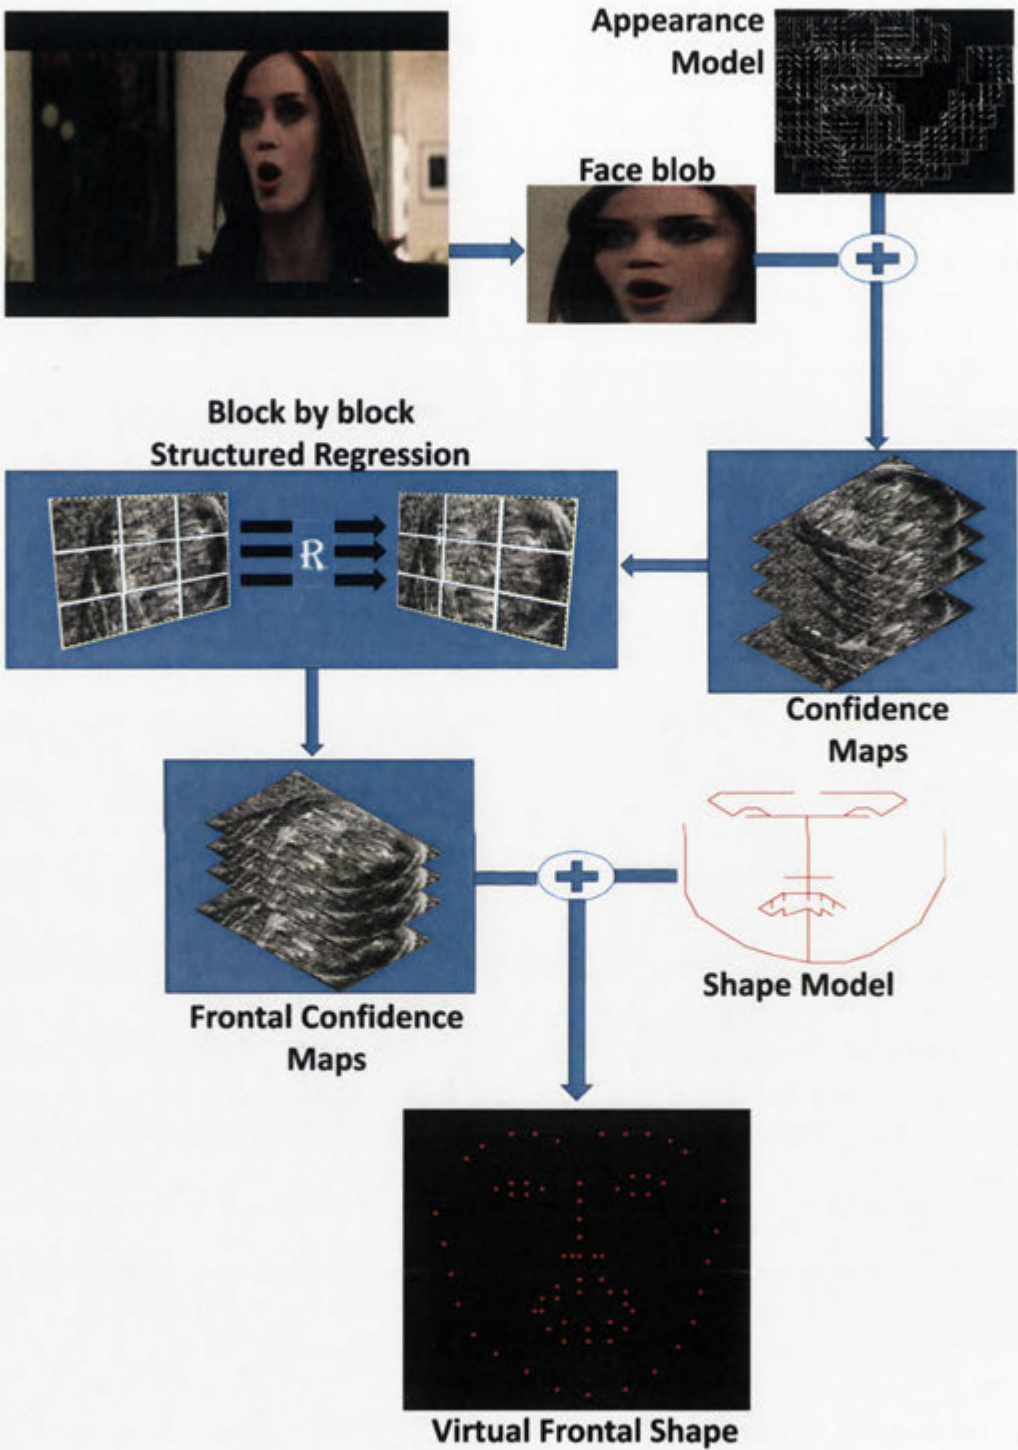 Appearance
Model
Face blob
Block by block
Structured Regression
R
Confidence
Maps
Frontal Confidence
Maps
Shape Model
Virtual Frontal Shape